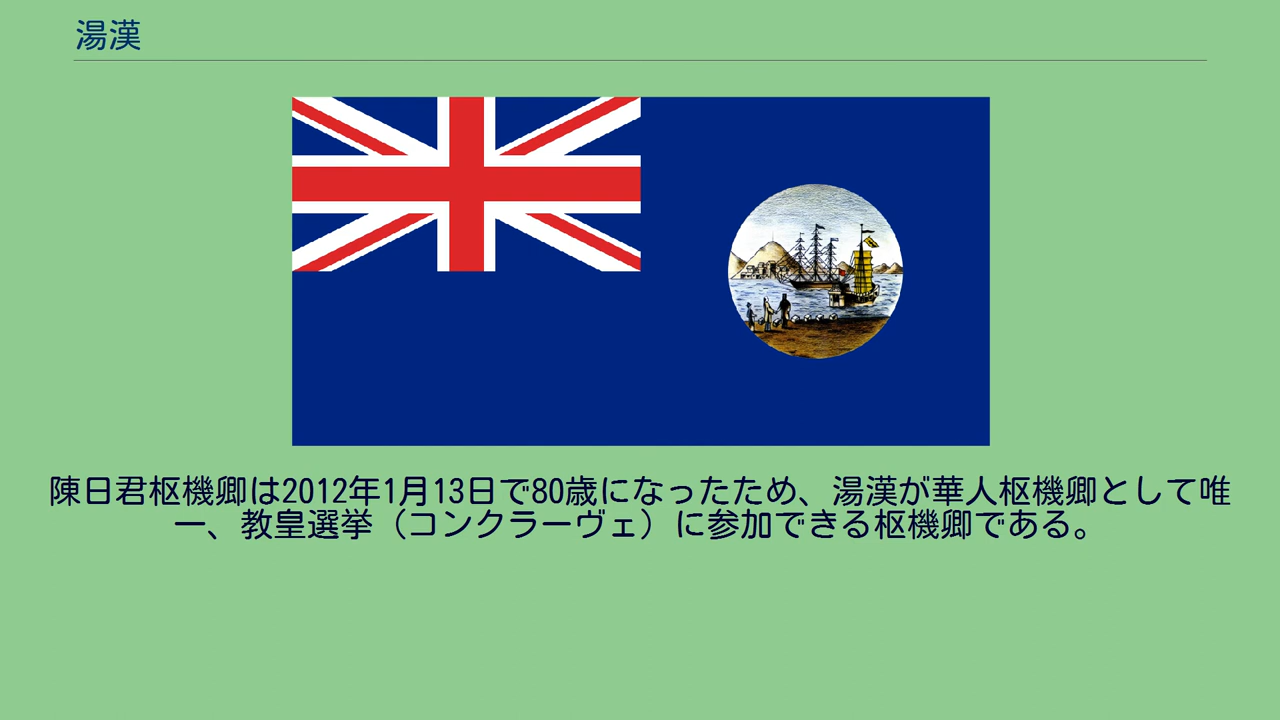 湯漢
陳日君枢機卿は2012年1月13日で80歳になったため、湯漢が華人枢機卿として唯
一、教皇選挙（コンクラーヴェ）に参加できる枢機卿である。